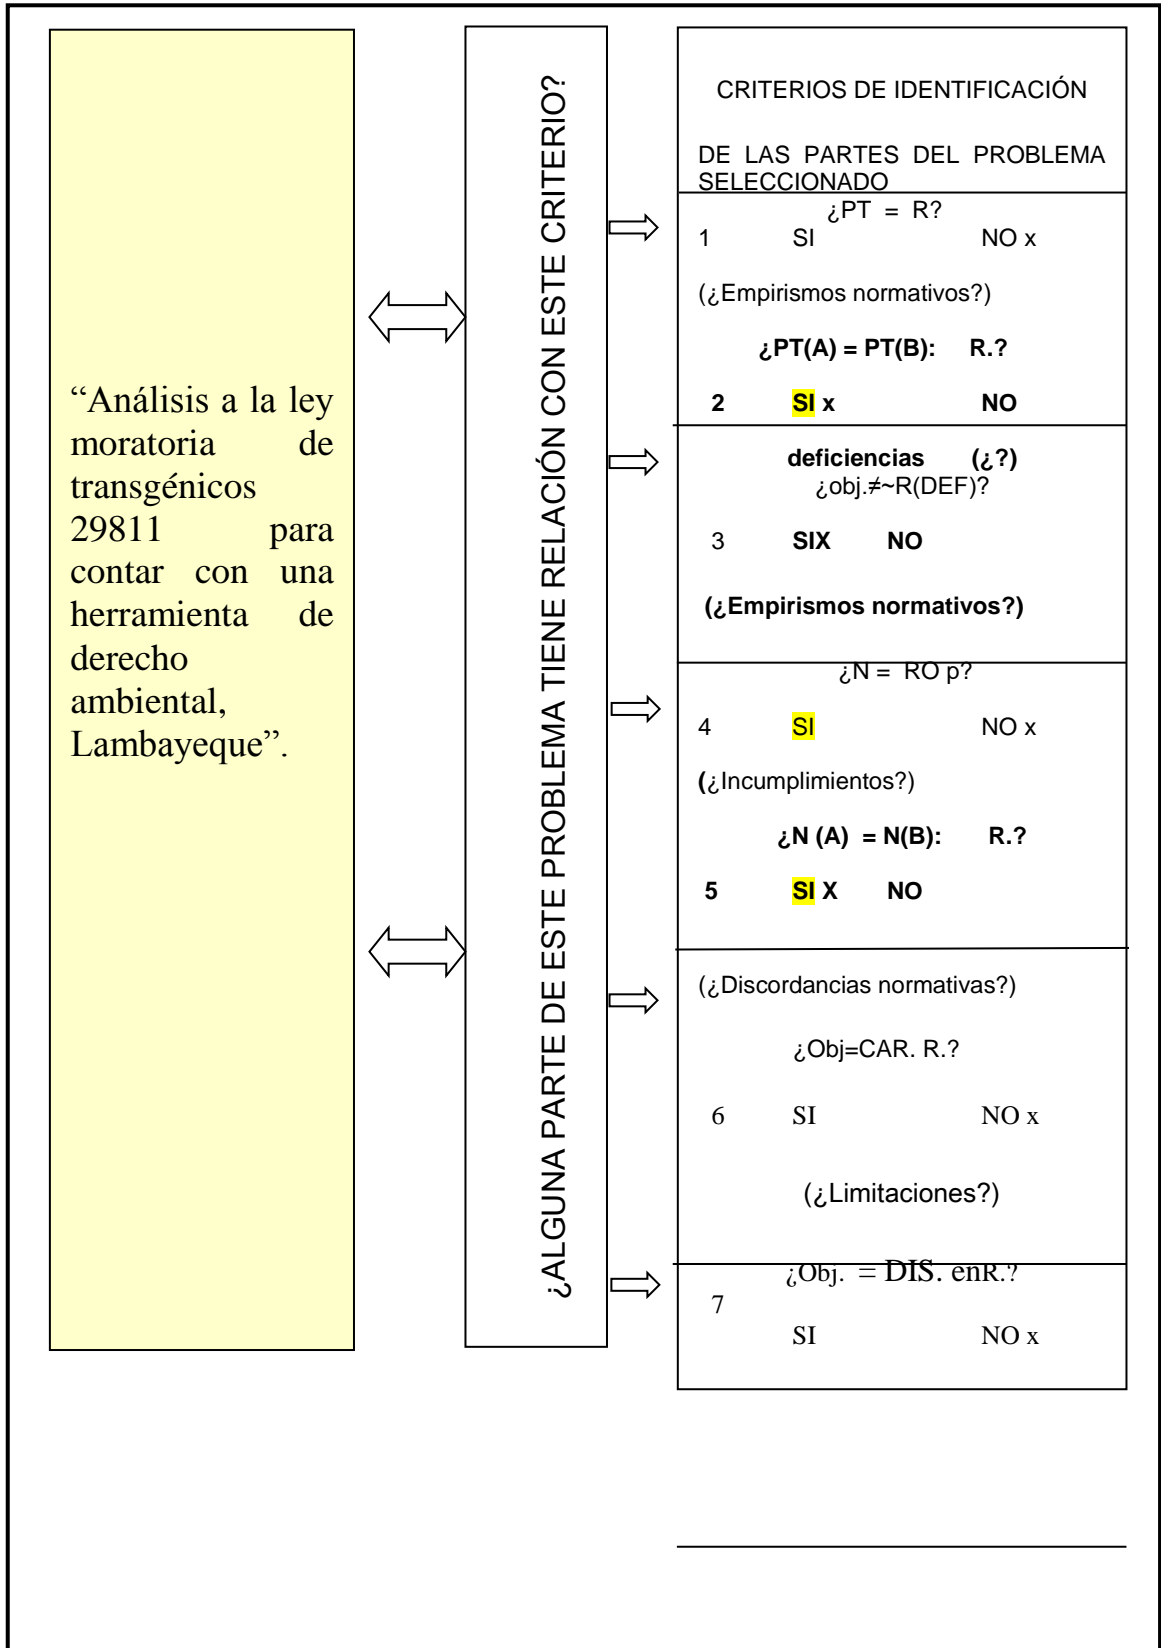 “Análisis a la ley
moratoria de
transgénicos
29811 para
contar con una
herramienta de
derecho
ambiental,
Lambayeque”.
¿ALGUNA PARTE DE ESTE PROBLEMA TIENE RELACIÓN CON ESTE CRITERIO?
CRITERIOS DE IDENTIFICACIÓN
DE LAS PARTES DEL PROBLEMA
SELECCIONADO
¿PT = R?
1 SI NO x
(¿Empirismos normativos?)
¿PT(A) = PT(B): R.?
2 SI x NO
deficiencias (¿?)
¿obj.≠~R(DEF)?
3 SIX NO
(¿Empirismos normativos?)
¿N = RO p?
4 SI NO x
(¿Incumplimientos?)
¿N (A) = N(B): R.?
5 SI X NO
(¿Discordancias normativas?)
¿Obj=CAR. R.?
6 SI NO x
(¿Limitaciones?)
¿Obj. = DIS. enR.?
7
SI NO x